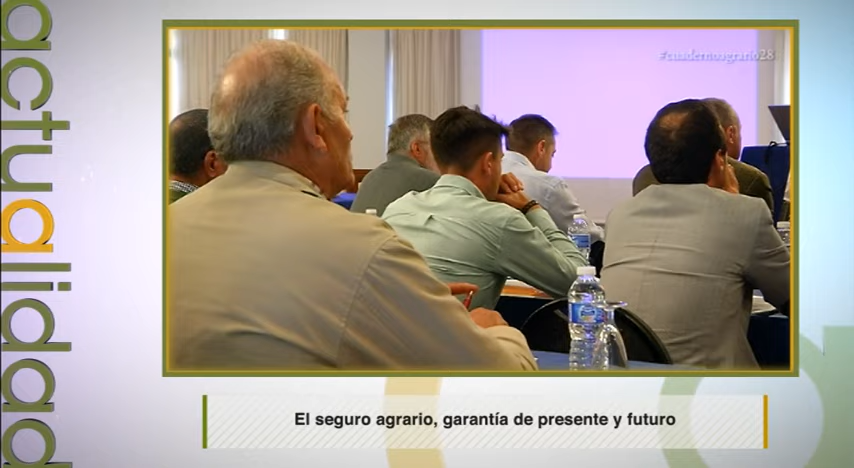 actualidad
#cuadernoagrario28
El seguro agrario, garantía de presente y futuro